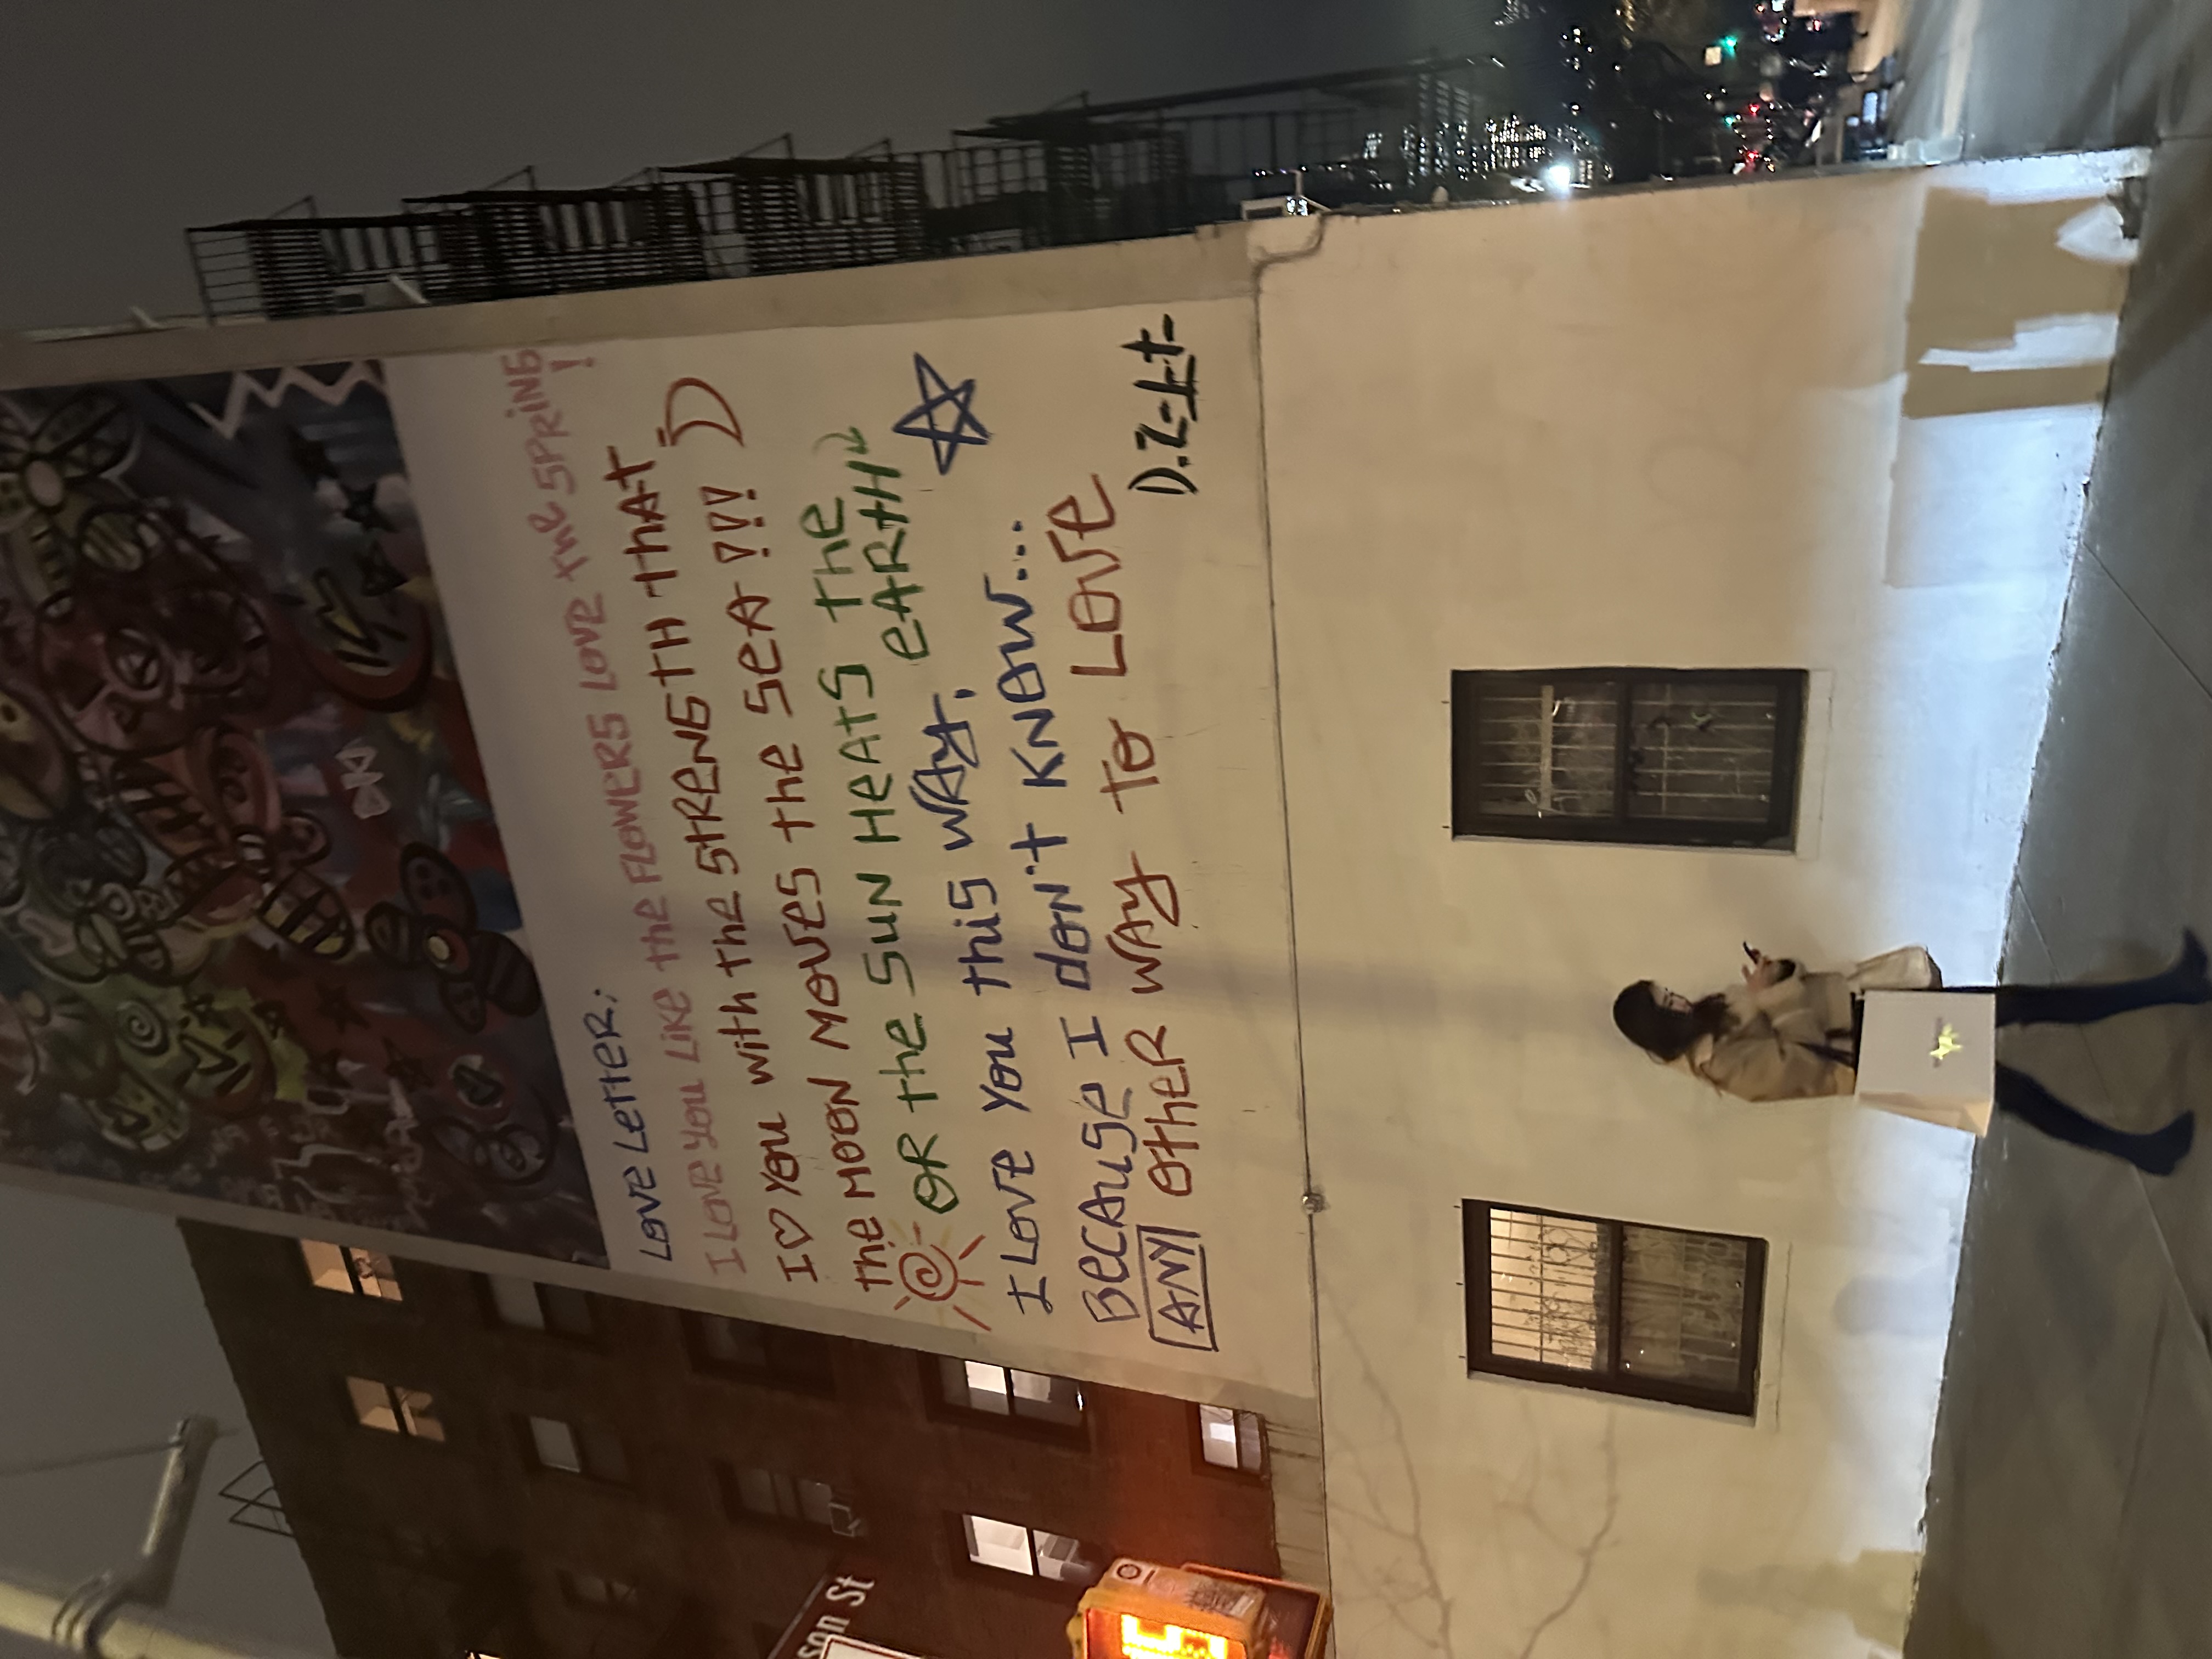 LOVE LETTER;
I LOVE YOU LIKE the FLOWERS LOVE the SPRING!
I ♡ YOU with the STRENGTH THAT
the MOON MOVES the SEA !!!
OR the SUN HEATS the
EARTH
I LOVE YOU this WAY,
BECAUSE I don't KNOW...
ANY OTHER WAY TO LOVE
son St